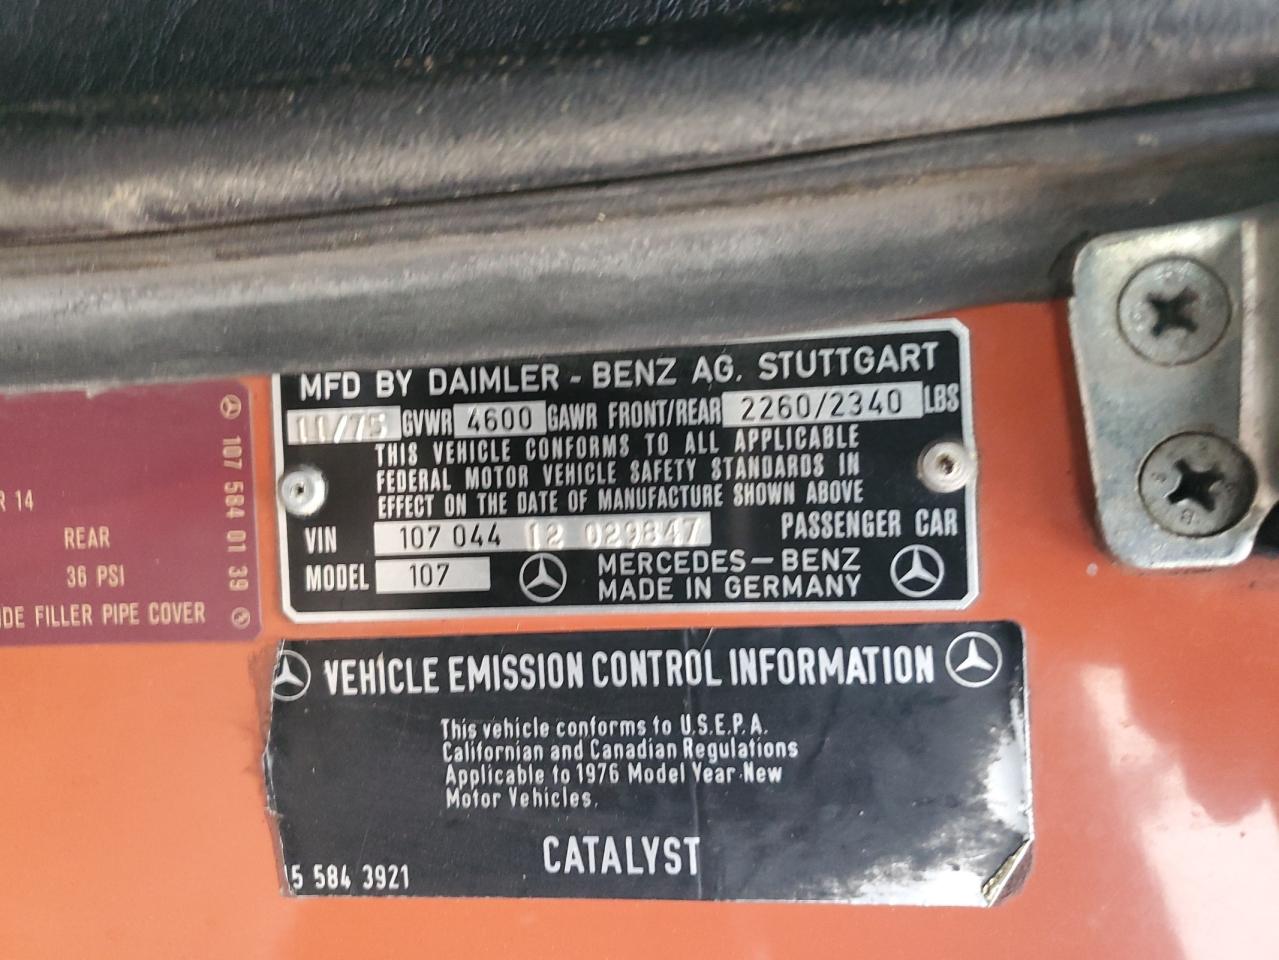 R 14
REAR
36 PSI
DE FILLER PIPE COVER
107 584 01 39
MFD BY DAIMLER - BENZ AG. STUTTGART
11/75 GVWR 4600 GAWR FRONT/REAR 2260/2340 LBS
THIS VEHICLE CONFORMS TO ALL APPLICABLE
FEDERAL MOTOR VEHICLE SAFETY STANDARDS IN
EFFECT ON THE DATE OF MANUFACTURE SHOWN ABOVE
VIN 107 044 12 029847 PASSENGER CAR
MODEL 107 MERCEDES-BENZ
MADE IN GERMANY
VEHICLE EMISSION CONTROL INFORMATION
This vehicle conforms to U.S.E.P.A.
Californian and Canadian Regulations
Applicable to 1976 Model Year New
Motor Vehicles.
CATALYST
5 584 3921